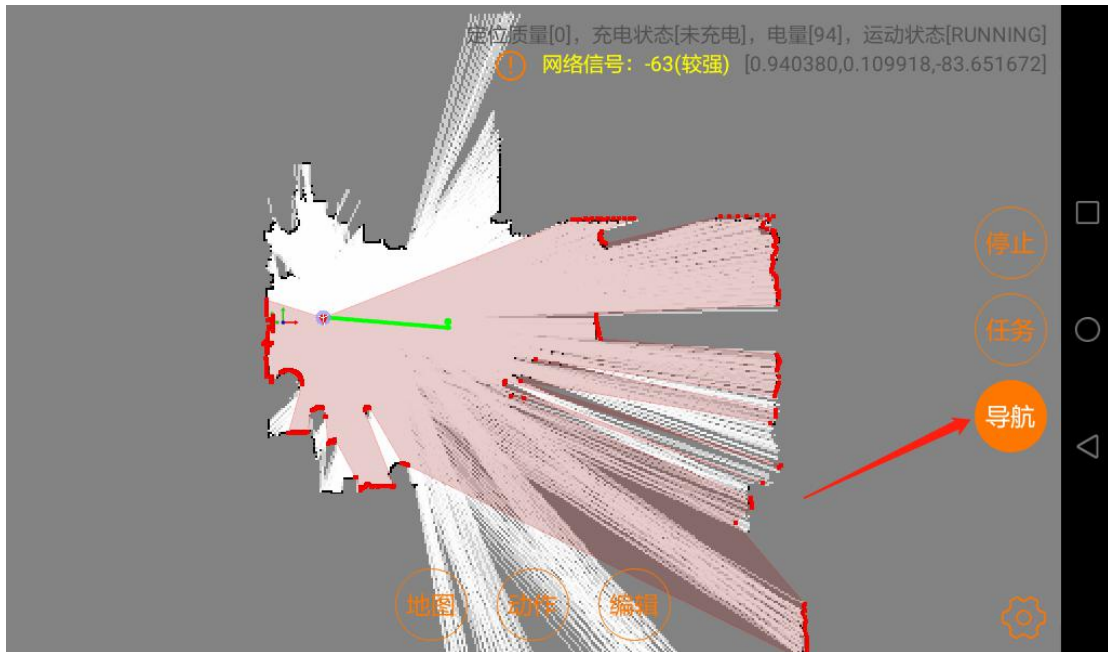 定位质量[0]，充电状态[未充电]，电量[94]，运动状态[RUNNING]
网络信号：-63(较强) [0.940380,0.109918,-83.651672]
停止
任务
导航
地图
动作
编辑